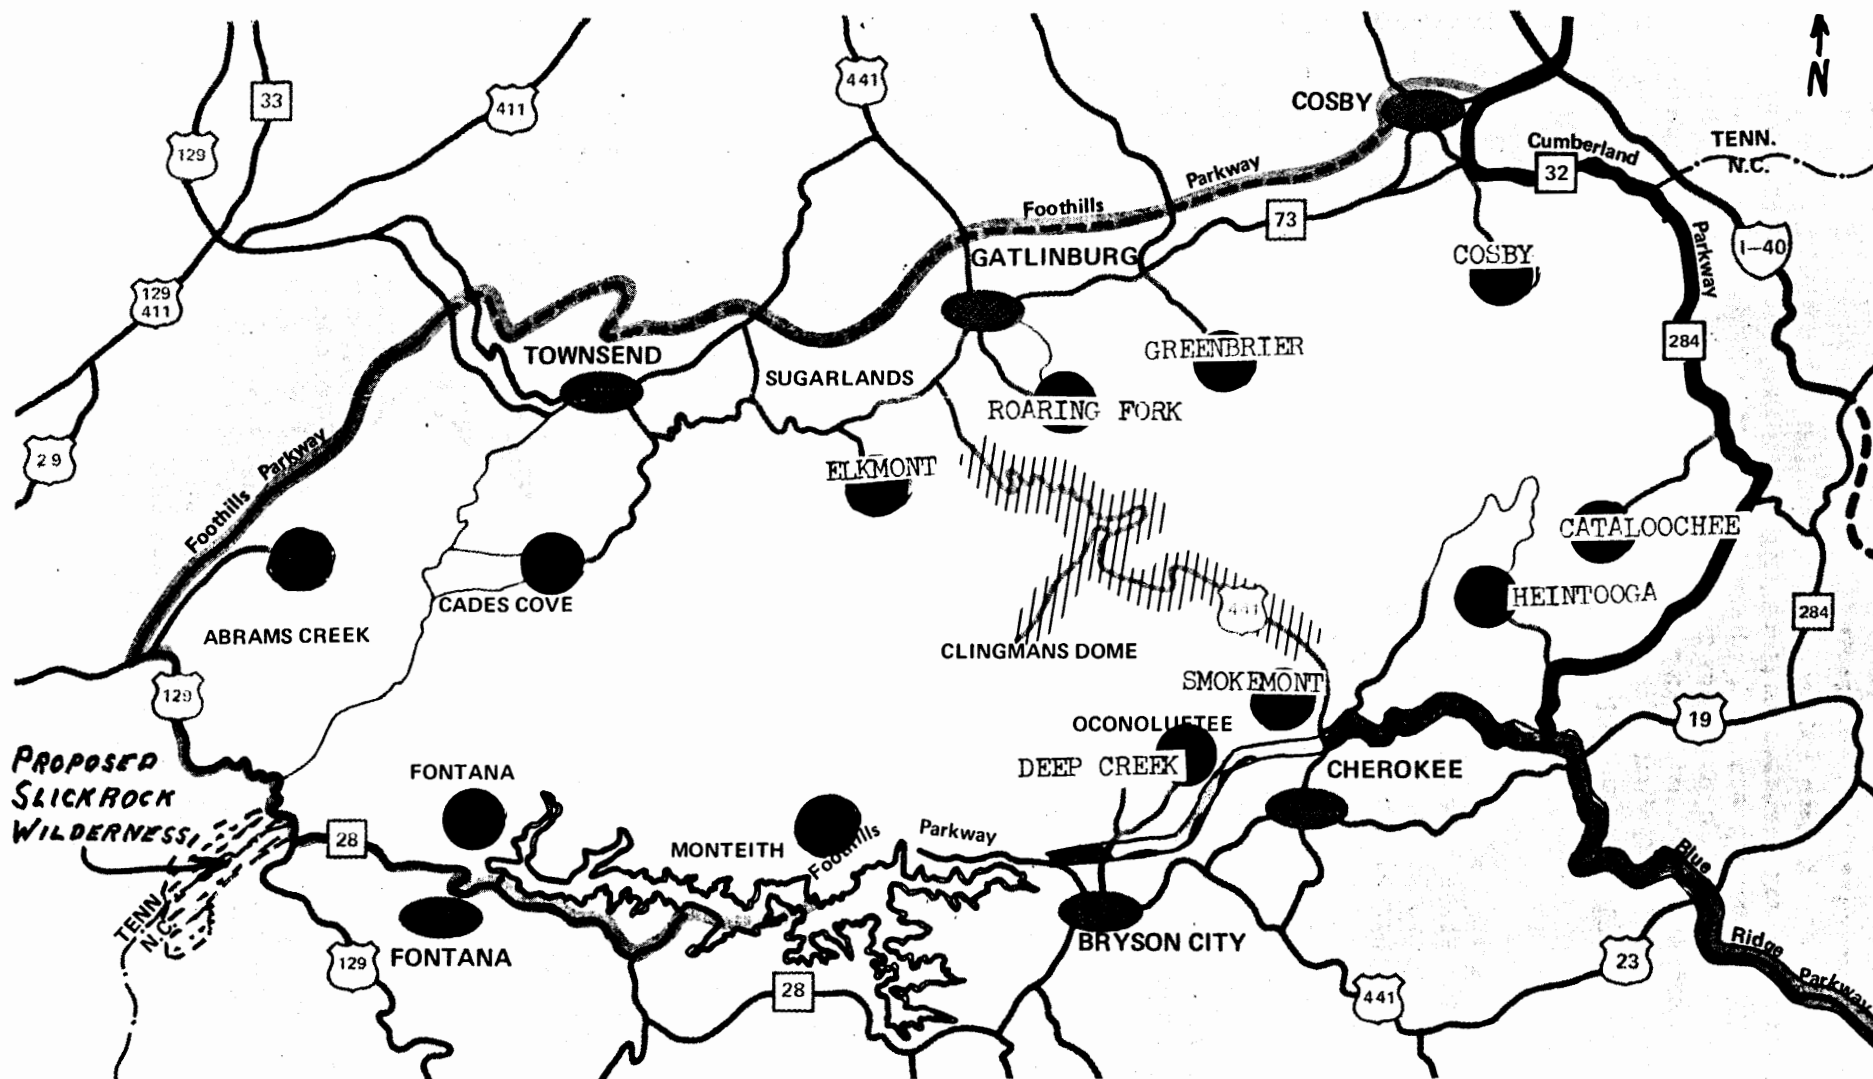 N
33
441
411
129
COSBY
Cumberland
TENN.
N.C.
32
Parkway
Foothills
73
I-40
GATLINBURG
COSBY
Parkway
129
411
284
TOWNSEND
GREENBRIER
SUGARLANDS
ROARING FORK
29
Foothills Parkway
ELKMONT
CATALOOCHEE
HEINTOOGA
CADES COVE
441
284
ABRAMS CREEK
CLINGMANS DOME
SMOKEMONT
129
19
OCONOLUFTEE
PROPOSED
SLICKROCK
WILDERNESS
FONTANA
DEEP CREEK
CHEROKEE
28
MONTEITH
Foothills
Parkway
Blue
TENN.
N.C.
BRYSON CITY
Ridge
129
FONTANA
23
Parkway
28
441